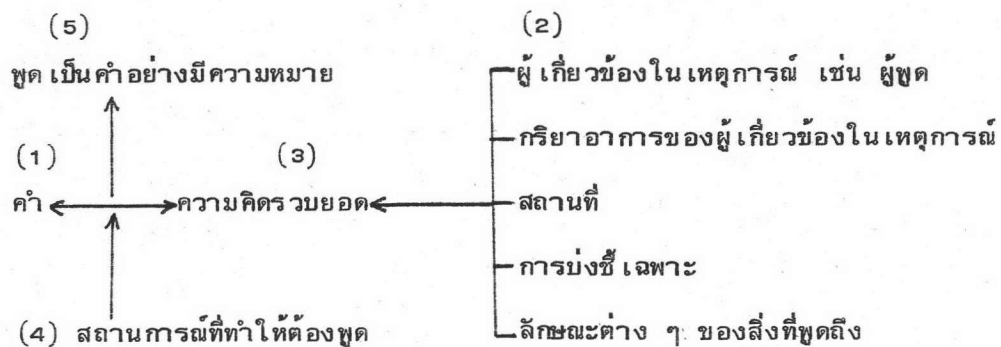 (5) (2)
พูดเป็นคำอย่างมีความหมาย ผู้เกี่ยวข้องในเหตุการณ์ เช่น ผู้พูด
กริยาอาการของผู้เกี่ยวข้องในเหตุการณ์
(1) (3)
คำ ความคิดรวบยอด สถานที่
การบ่งชี้เฉพาะ
(4) สถานการณ์ที่ทำให้ต้องพูด ลักษณะต่าง ๆ ของสิ่งที่พูดถึง